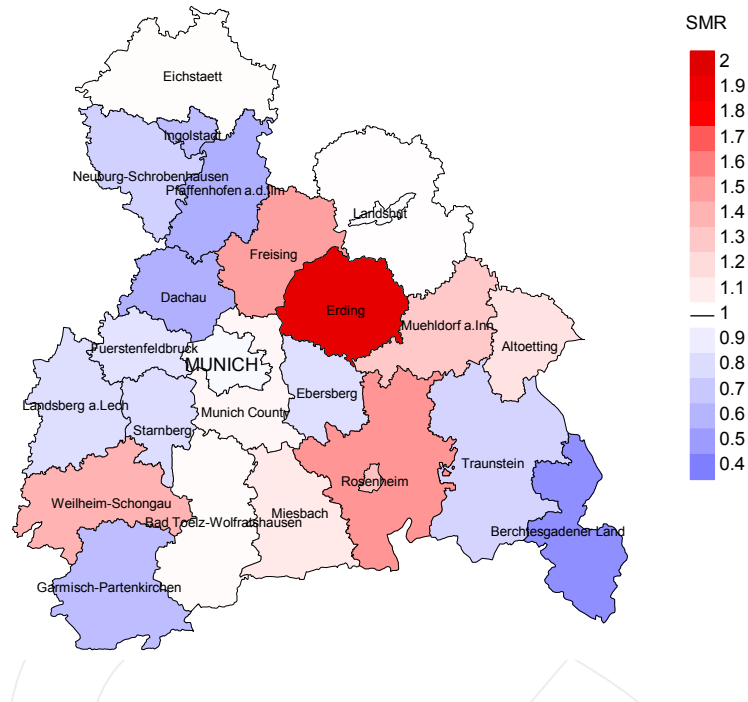 SMR
2
1.9
1.8
1.7
1.6
1.5
1.4
1.3
1.2
1.1
1
0.9
0.8
0.7
0.6
0.5
0.4
Eichstaett
Ingolstadt
Neuburg-Schrobenhausen
Pfaffenhofen a.d.Ilm
Landshut
Freising
Dachau
Erding
Muehldorf a.Inn
Altoetting
Fuerstenfeldbruck
MUNICH
Ebersberg
Landsberg a.Lech
Munich County
Starnberg
Traunstein
Rosenheim
Weilheim-Schongau
Miesbach
Bad Toelz-Wolfratshausen
Berchtesgadener Land
Garmisch-Partenkirchen